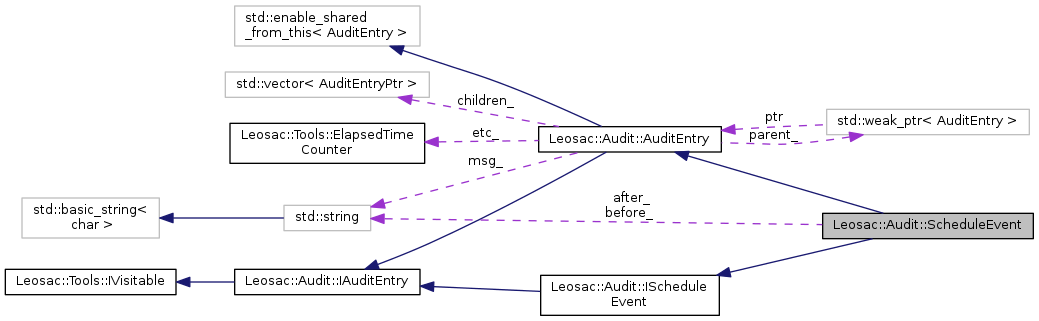 std::enable_shared
_from_this< AuditEntry >
std::vector< AuditEntryPtr >
children_
ptr
std::weak_ptr< AuditEntry >
Leosac::Tools::ElapsedTime
Counter
etc_
Leosac::Audit::AuditEntry
parent_
msg_
std::basic_string<
char >
std::string
after_
before_
Leosac::Audit::ScheduleEvent
Leosac::Tools::IVisitable
Leosac::Audit::IAuditEntry
Leosac::Audit::ISchedule
Event